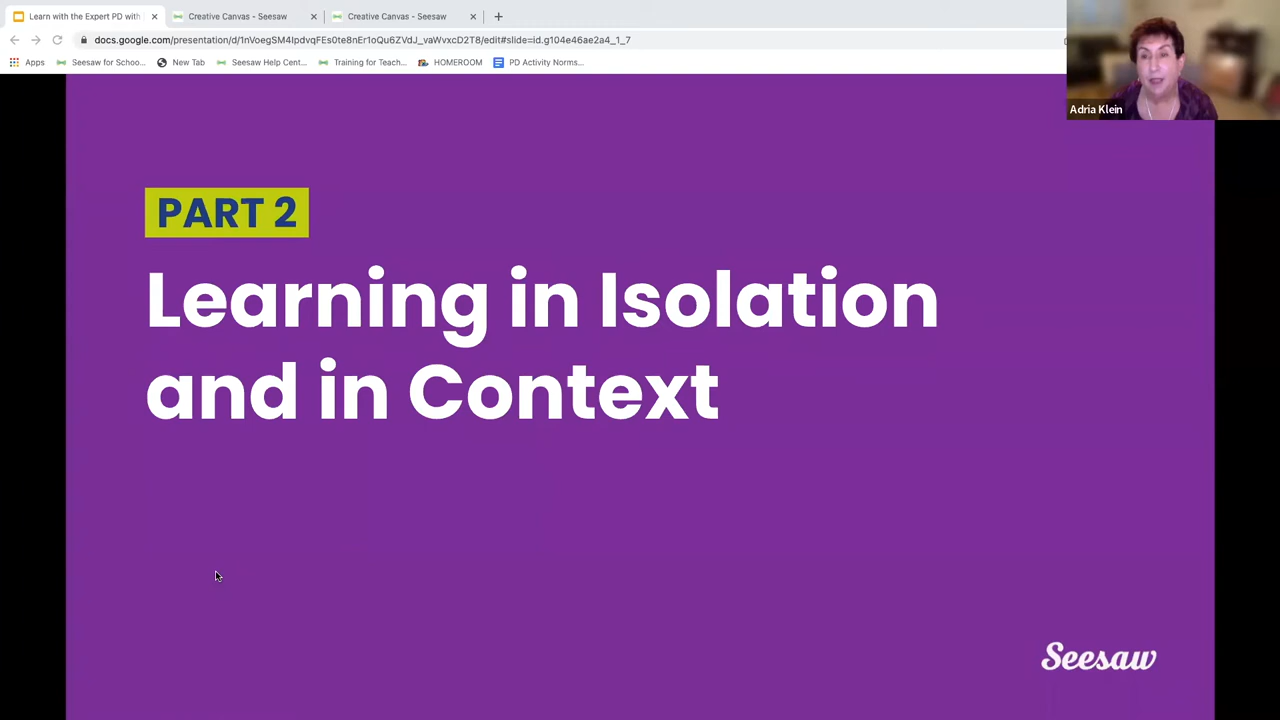 Learn with the Expert PD with
Creative Canvas - Seesaw
Creative Canvas - Seesaw
docs.google.com/presentation/d/1nVoegSM4IpdvqFEs0te8nEr1oQu6ZVdJ_vaWvxcD2T8/edit#slide=id.g104e46ae2a4_1_7
Apps
Seesaw for Schoo...
New Tab
Seesaw Help Cent...
Training for Teach...
HOMEROOM
PD Activity Norms...
Adria Klein
PART 2
Learning in Isolation
and in Context
Seesaw